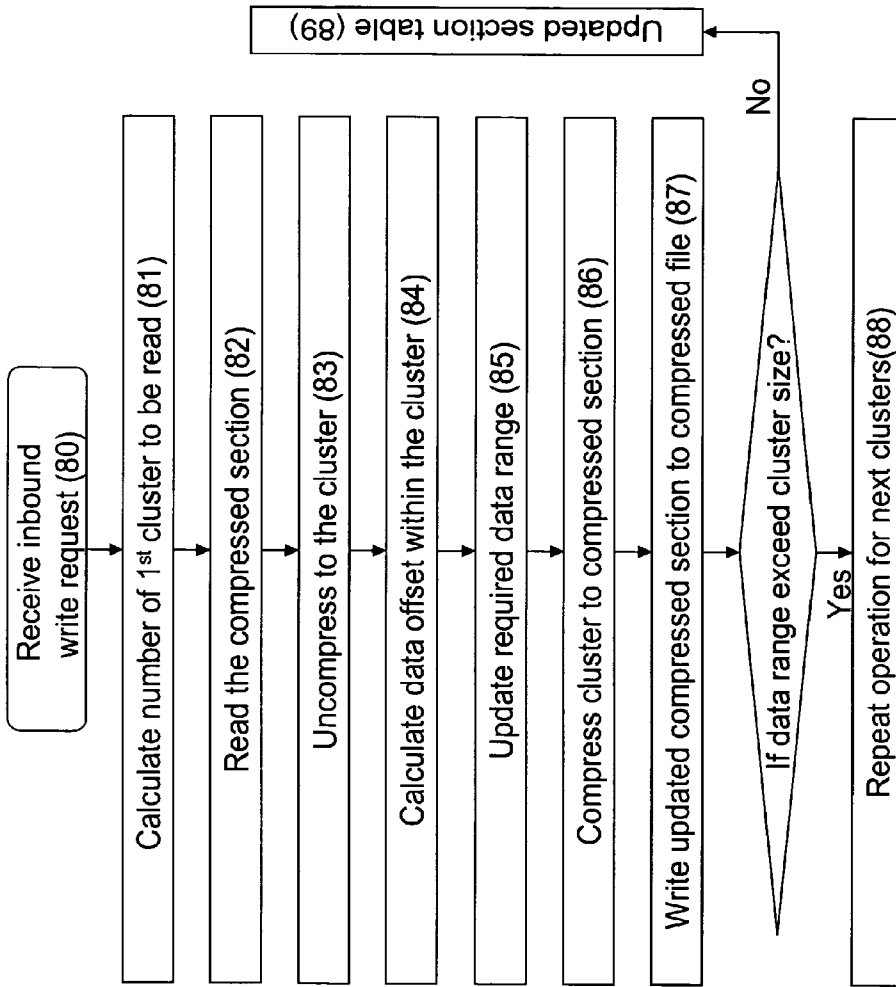 Receive inbound
write request (80)
Calculate number of 1st cluster to be read (81)
Read the compressed section (82)
Uncompress to the cluster (83)
Calculate data offset within the cluster (84)
Update required data range (85)
Compress cluster to compressed section (86)
Write updated compressed section to compressed file (87)
If data range exceed cluster size?
No
Updated section table (89)
Yes
Repeat operation for next clusters(88)